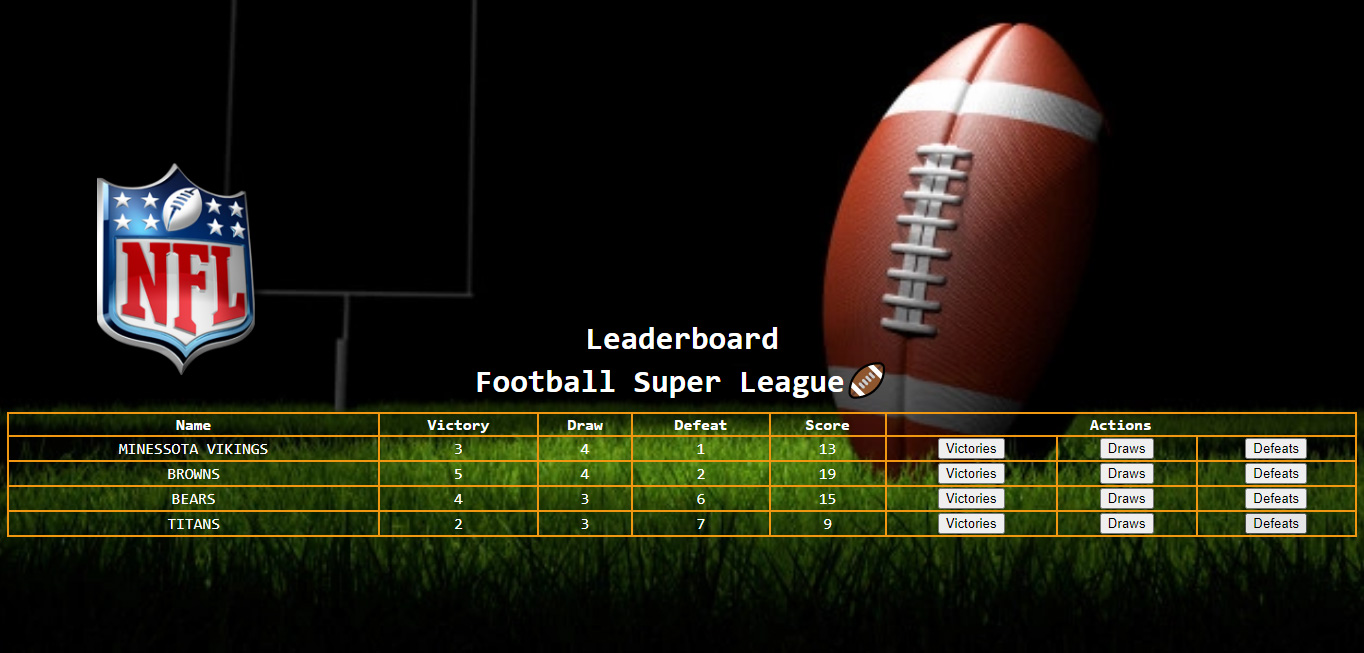 NFL
Leaderboard
Football Super League🏈
Name Victory Draw Defeat Score Actions
MINESSOTA VIKINGS 3 4 1 13 Victories Draws Defeats
BROWNS 5 4 2 19 Victories Draws Defeats
BEARS 4 3 6 15 Victories Draws Defeats
TITANS 2 3 7 9 Victories Draws Defeats